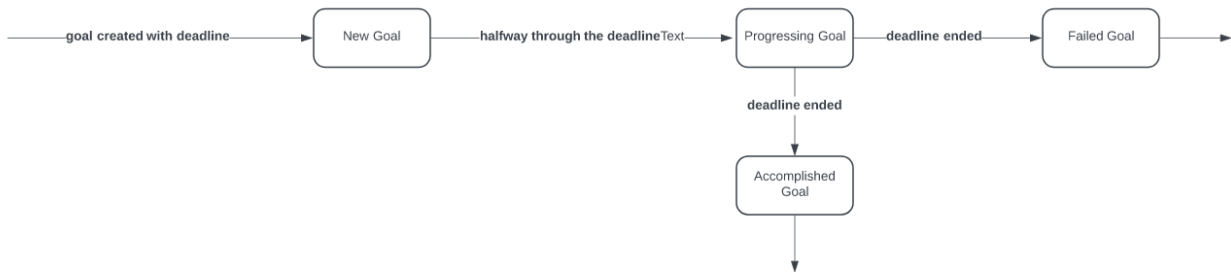 goal created with deadline
New Goal
halfway through the deadlineText
Progressing Goal
deadline ended
Failed Goal
deadline ended
Accomplished
Goal